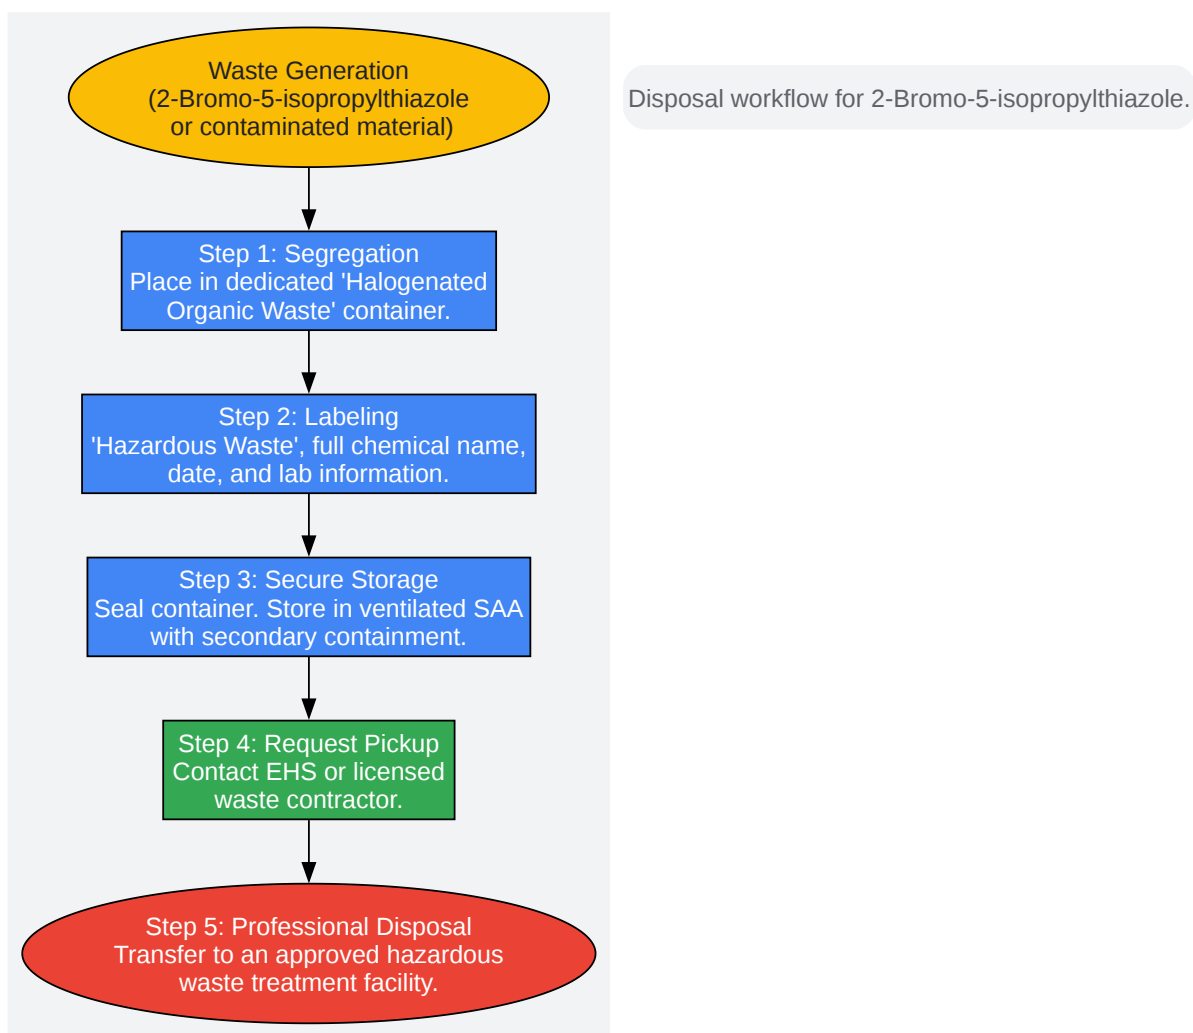 Waste Generation
(2-Bromo-5-isopropylthiazole
or contaminated material)
Disposal workflow for 2-Bromo-5-isopropylthiazole.
Step 1: Segregation
Place in dedicated 'Halogenated
Organic Waste' container.
Step 2: Labeling
'Hazardous Waste', full chemical name,
date, and lab information.
Step 3: Secure Storage
Seal container. Store in ventilated SAA
with secondary containment.
Step 4: Request Pickup
Contact EHS or licensed
waste contractor.
Step 5: Professional Disposal
Transfer to an approved hazardous
waste treatment facility.